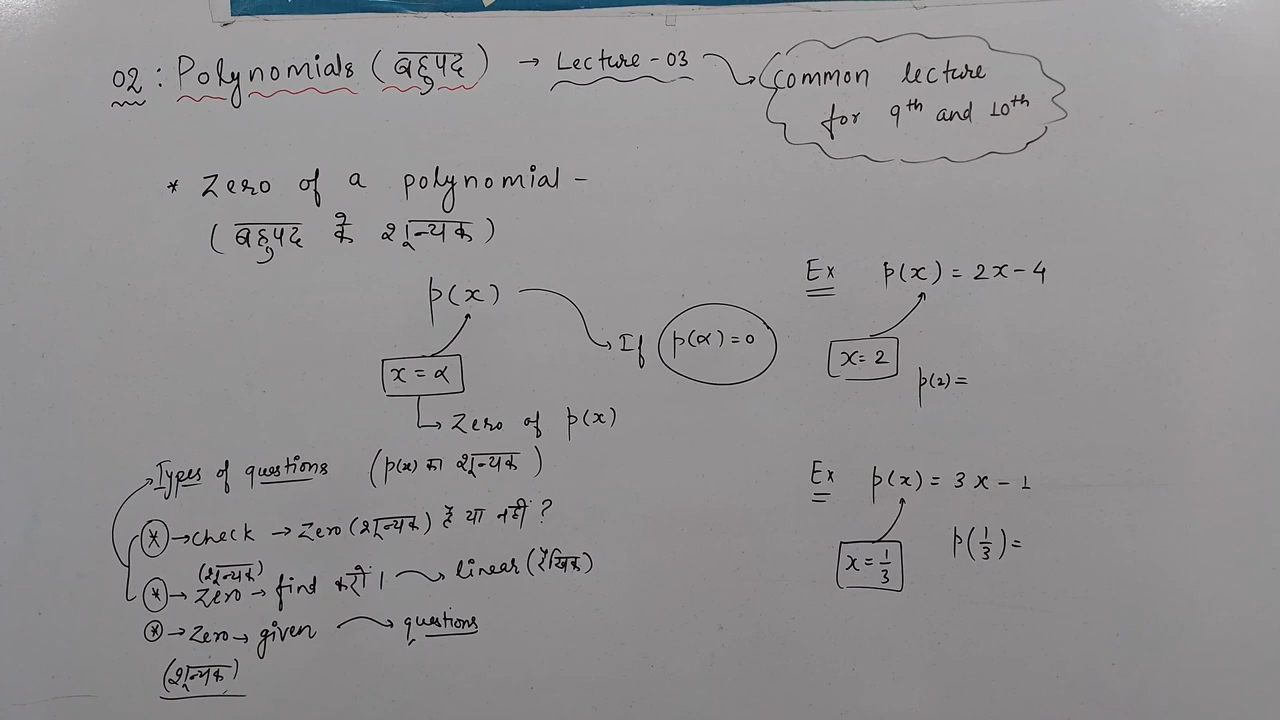 02 : Polynomials (बहुपद) → Lecture - 03
Common lecture
for 9th and 10th
* Zero of a polynomial -
(बहुपद के शून्यक)
p(x)
x = α
If p(α) = 0
Zero of p(x)
(p(x) का शून्यक)
Ex p(x) = 2x - 4
x = 2
p(2) =
Ex p(x) = 3x - 1
x = 1/3
p(1/3) =
Types of questions
* → check → Zero (शून्यक) है या नहीं ?
(शून्यक)
* → Zero → find करो। linear (रैखिक)
* → Zero → given questions
(शून्यक)